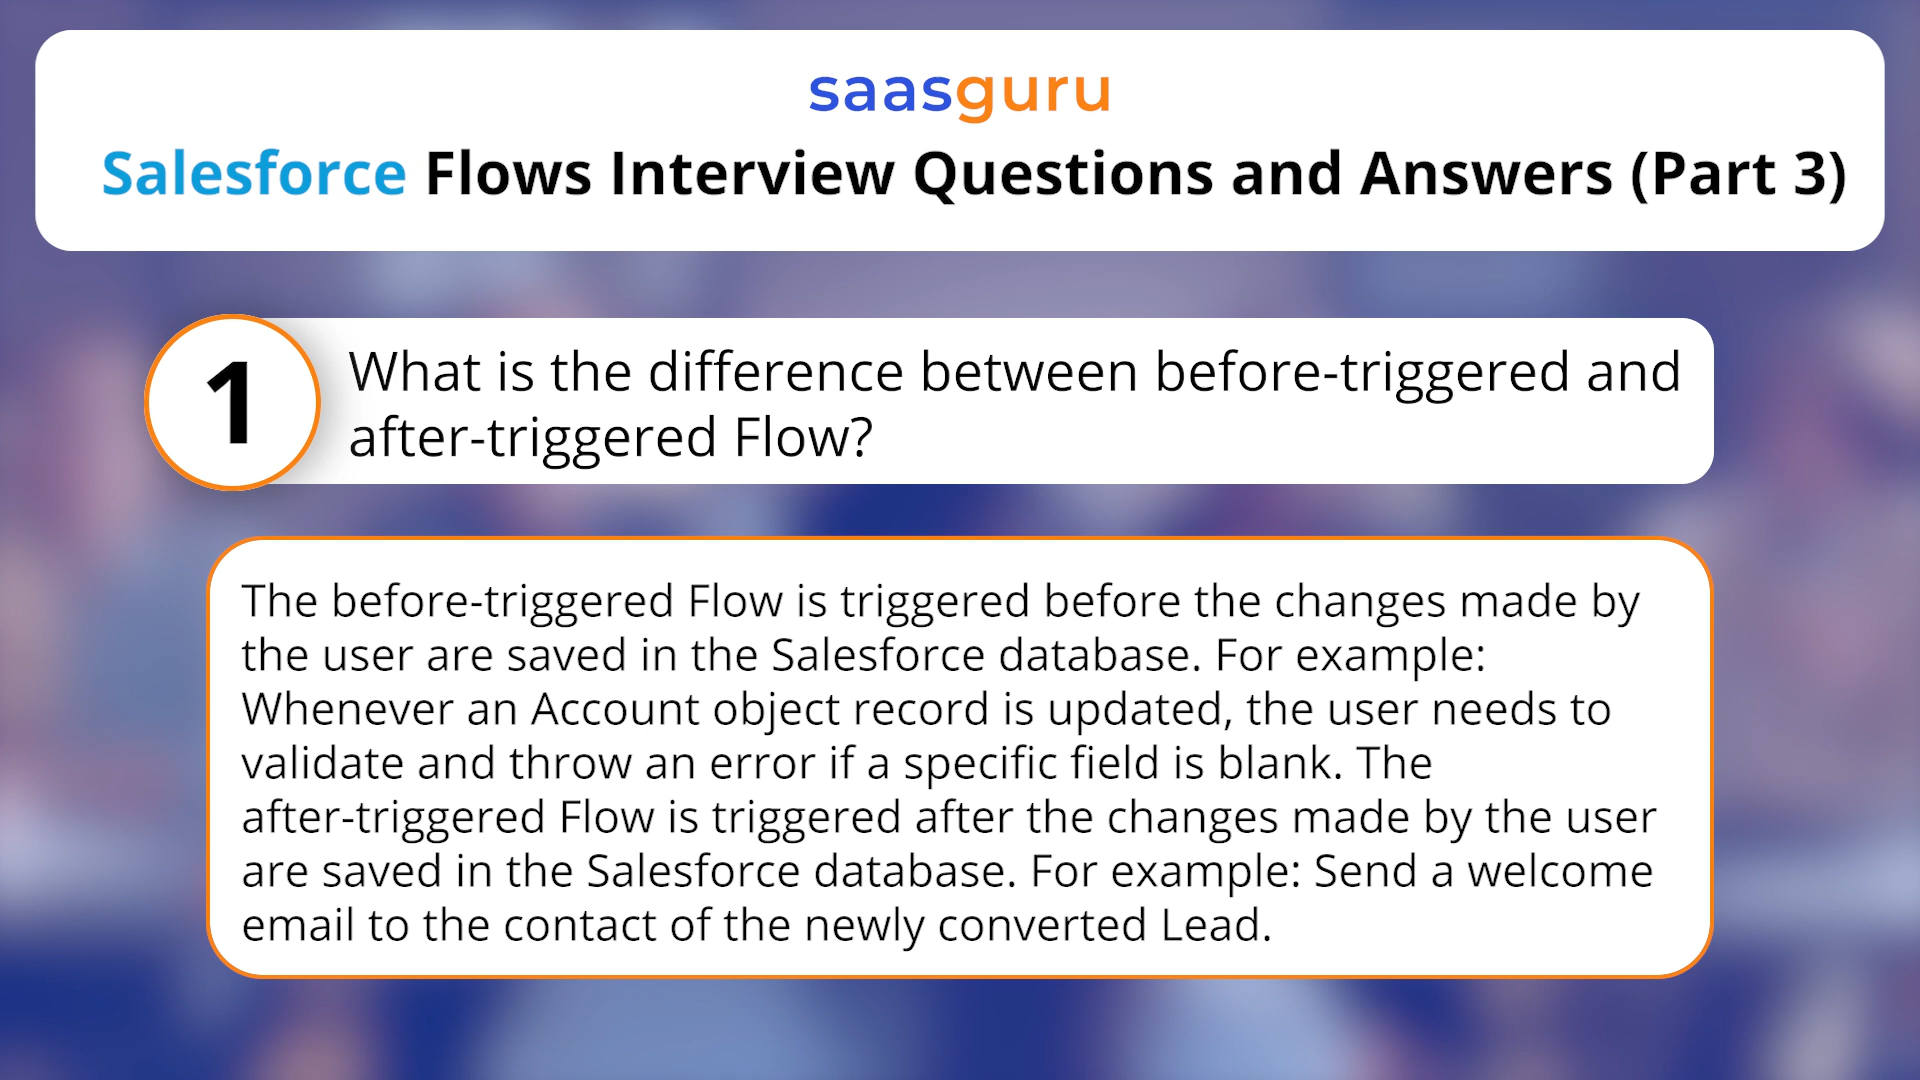 saasguru
Salesforce Flows Interview Questions and Answers (Part 3)
1
What is the difference between before-triggered and
after-triggered Flow?
The before-triggered Flow is triggered before the changes made by
the user are saved in the Salesforce database. For example:
Whenever an Account object record is updated, the user needs to
validate and throw an error if a specific field is blank. The
after-triggered Flow is triggered after the changes made by the user
are saved in the Salesforce database. For example: Send a welcome
email to the contact of the newly converted Lead.